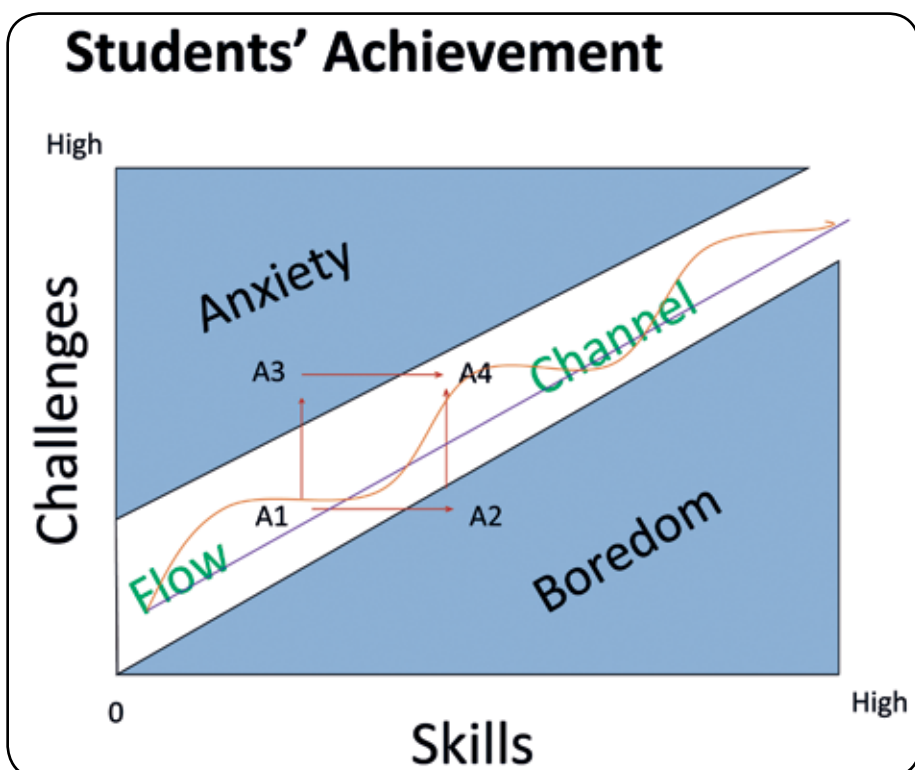 Students' Achievement
High
Anxiety
Challenges
A3
A4
Channel
A1
A2
Flow
Boredom
0
High
Skills